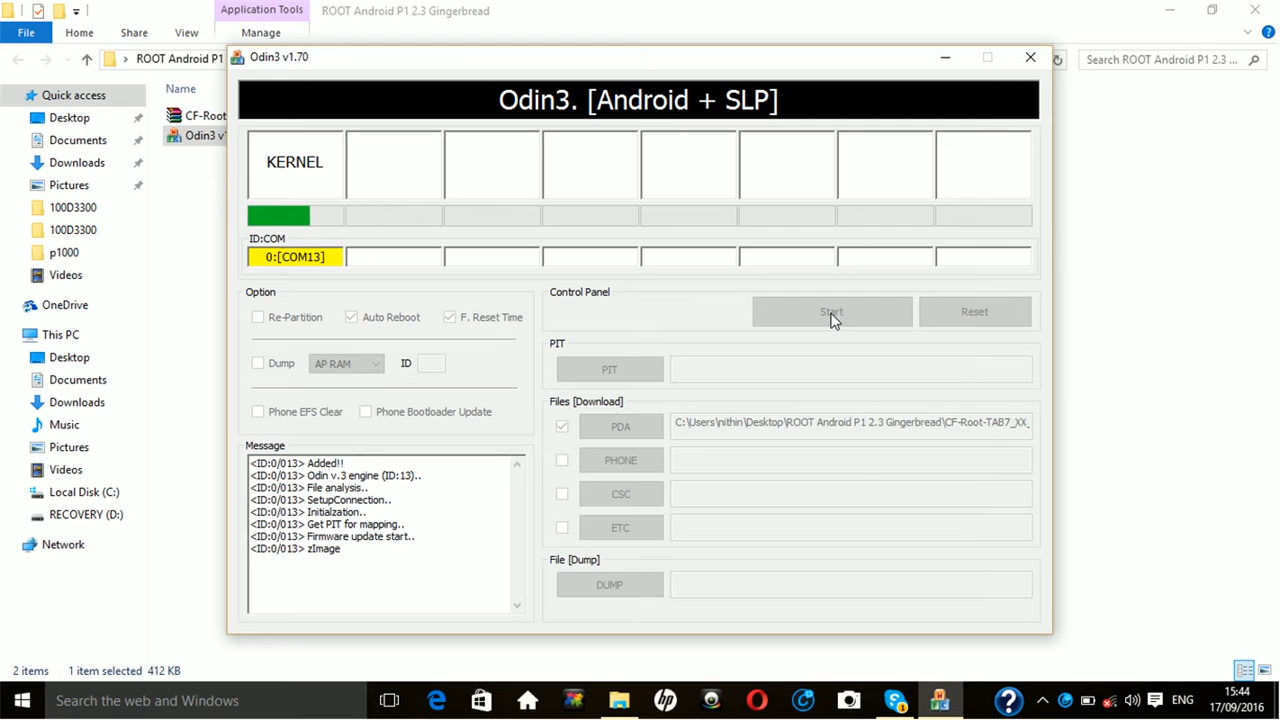 Application Tools
ROOT Android P1 2.3 Gingerbread
File
Home
Share
View
Manage
ROOT Android P1
Search ROOT Android P1 2.3 ...
Odin3 v1.70
Quick access
Desktop
Documents
Downloads
Pictures
100D3300
100D3300
p1000
Videos
OneDrive
This PC
Desktop
Documents
Downloads
Music
Pictures
Videos
Local Disk (C:)
RECOVERY (D:)
Network
Name
CF-Root
Odin3 v
Odin3. [Android + SLP]
KERNEL
ID:COM
0:[COM13]
Option
Re-Partition
Auto Reboot
F. Reset Time
Dump
AP RAM
ID
Phone EFS Clear
Phone Bootloader Update
Message
<ID:0/013> Added!!
<ID:0/013> Odin v.3 engine (ID:13)..
<ID:0/013> File analysis..
<ID:0/013> SetupConnection..
<ID:0/013> Initialzation..
<ID:0/013> Get PIT for mapping..
<ID:0/013> Firmware update start..
<ID:0/013> zImage
Control Panel
Start
Reset
PIT
PIT
Files [Download]
PDA
C:\Users\nithin\Desktop\ROOT Android P1 2.3 Gingerbread\CF-Root-TAB7_XX_
PHONE
CSC
ETC
File [Dump]
DUMP
2 items
1 item selected 412 KB
Search the web and Windows
ENG
15:44
17/09/2016